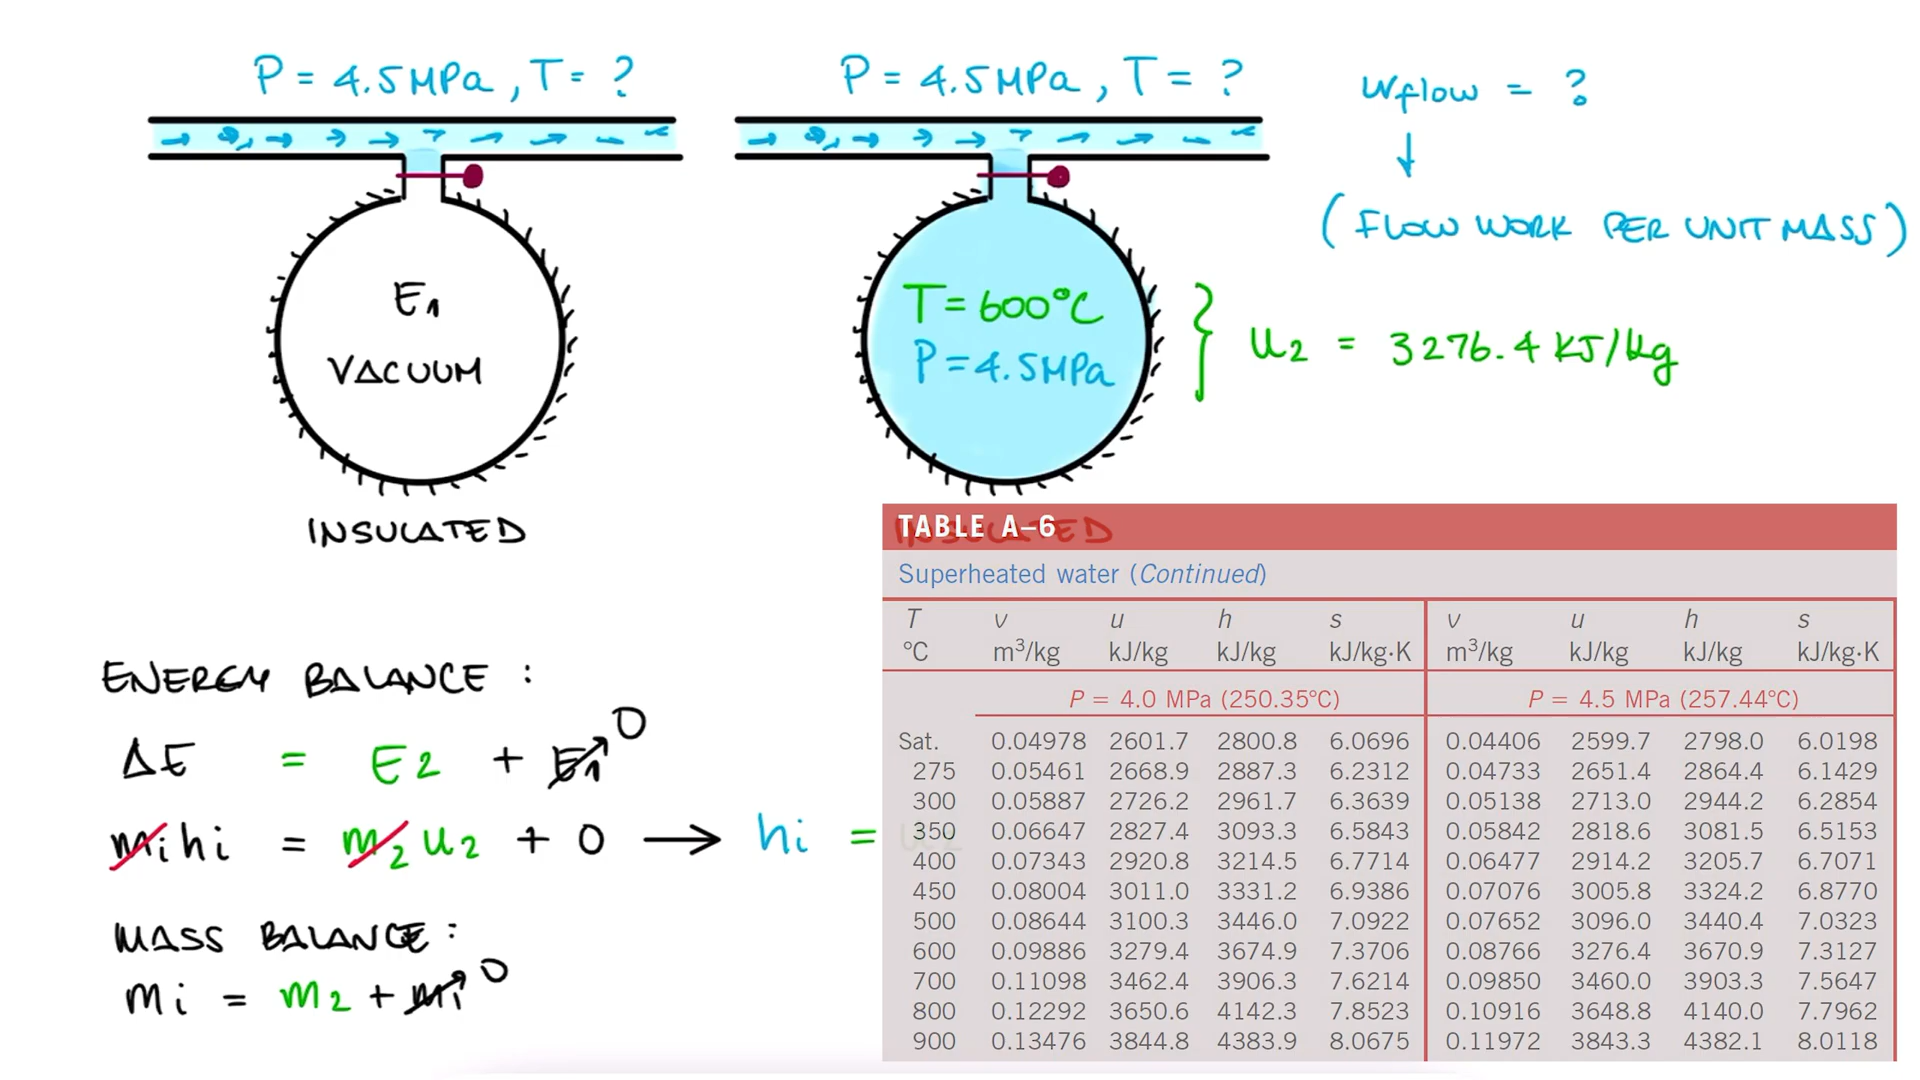 P = 4.5 MPa, T = ?
P = 4.5 MPa, T = ?
wflow = ?
↓
(FLOW WORK PER UNIT MASS)
E1
VACUUM
T = 600°C
P = 4.5 MPa
} u2 = 3276.4 KJ/kg
INSULATED
INSULATED
ENERGY BALANCE :
ΔE = E2 + E1 0
mi hi = m2 u2 + 0 → hi = u2
MASS BALANCE :
mi = m2 + mi 0
TABLE A–6
Superheated water (Continued)
T v u h s v u h s
°C m³/kg kJ/kg kJ/kg kJ/kg·K m³/kg kJ/kg kJ/kg kJ/kg·K
P = 4.0 MPa (250.35°C) P = 4.5 MPa (257.44°C)
Sat. 0.04978 2601.7 2800.8 6.0696 0.04406 2599.7 2798.0 6.0198
275 0.05461 2668.9 2887.3 6.2312 0.04733 2651.4 2864.4 6.1429
300 0.05887 2726.2 2961.7 6.3639 0.05138 2713.0 2944.2 6.2854
350 0.06647 2827.4 3093.3 6.5843 0.05842 2818.6 3081.5 6.5153
400 0.07343 2920.8 3214.5 6.7714 0.06477 2914.2 3205.7 6.7071
450 0.08004 3011.0 3331.2 6.9386 0.07076 3005.8 3324.2 6.8770
500 0.08644 3100.3 3446.0 7.0922 0.07652 3096.0 3440.4 7.0323
600 0.09886 3279.4 3674.9 7.3706 0.08766 3276.4 3670.9 7.3127
700 0.11098 3462.4 3906.3 7.6214 0.09850 3460.0 3903.3 7.5647
800 0.12292 3650.6 4142.3 7.8523 0.10916 3648.8 4140.0 7.7962
900 0.13476 3844.8 4383.9 8.0675 0.11972 3843.3 4382.1 8.0118